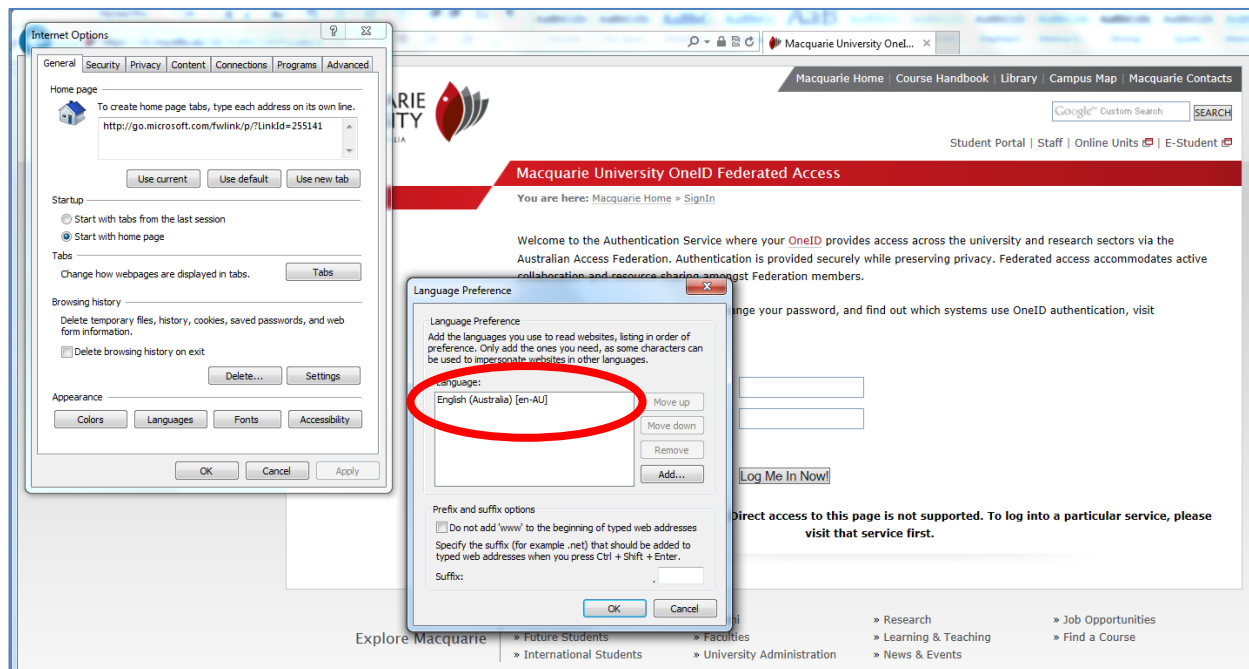 Internet Options
General Security Privacy Content Connections Programs Advanced
Home page
To create home page tabs, type each address on its own line.
http://go.microsoft.com/fwlink/p/?LinkId=255141
Use current Use default Use new tab
Startup
Start with tabs from the last session
Start with home page
Tabs
Change how webpages are displayed in tabs. Tabs
Browsing history
Delete temporary files, history, cookies, saved passwords, and web
form information.
Delete browsing history on exit
Delete... Settings
Appearance
Colors Languages Fonts Accessibility
OK Cancel Apply
Macquarie University OneI...
Macquarie Home | Course Handbook | Library | Campus Map | Macquarie Contacts
Google™ Custom Search SEARCH
Student Portal | Staff | Online Units | E-Student
Macquarie University OneID Federated Access
You are here: Macquarie Home » SignIn
Welcome to the Authentication Service where your OneID provides access across the university and research sectors via the
Australian Access Federation. Authentication is provided securely while preserving privacy. Federated access accommodates active
collaboration and resource sharing amongst Federation members.
your password, and find out which systems use OneID authentication, visit
Log Me In Now!
Direct access to this page is not supported. To log into a particular service, please
visit that service first.
Language Preference
Language Preference
Add the languages you use to read websites, listing in order of
preference. Only add the ones you need, as some characters can
be used to impersonate websites in other languages.
Language:
English (Australia) [en-AU]
Move up
Move down
Remove
Add...
Prefix and suffix options
Do not add 'www' to the beginning of typed web addresses
Specify the suffix (for example .net) that should be added to
typed web addresses when you press Ctrl + Shift + Enter.
Suffix: .
OK Cancel
Explore Macquarie
» Future Students
» International Students
» Faculties
» University Administration
» Research
» Learning & Teaching
» News & Events
» Job Opportunities
» Find a Course